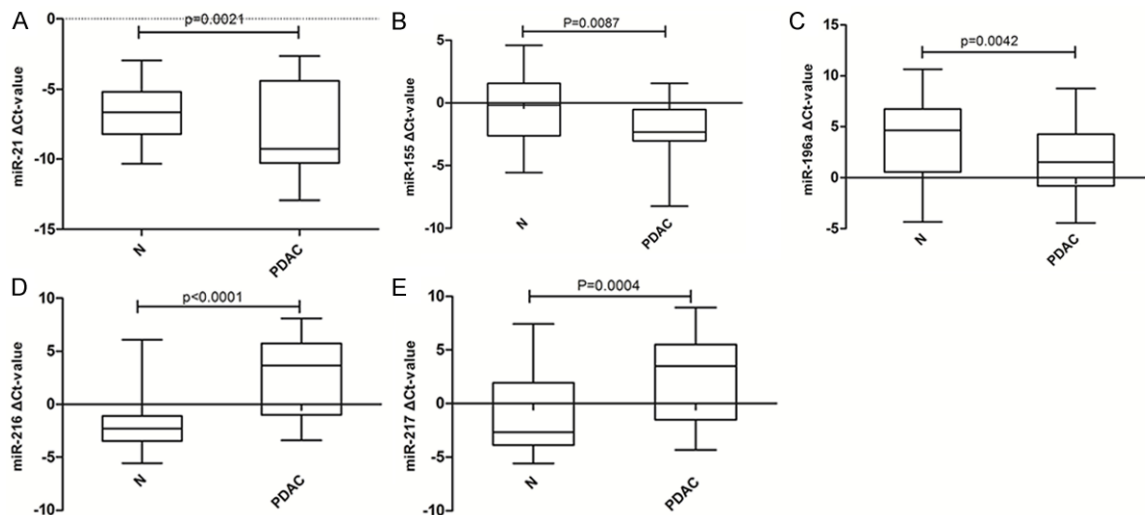 A
p=0.0021
0
-5
-10
-15
miR-21 ΔCt-value
N
PDAC
B
P=0.0087
5
0
-5
-10
miR-155 ΔCt-value
N
PDAC
C
p=0.0042
15
10
5
0
-5
miR-196a ΔCt-value
N
PDAC
D
p<0.0001
10
5
0
-5
-10
miR-216 ΔCt-value
N
PDAC
E
P=0.0004
10
5
0
-5
-10
miR-217 ΔCt-value
N
PDAC